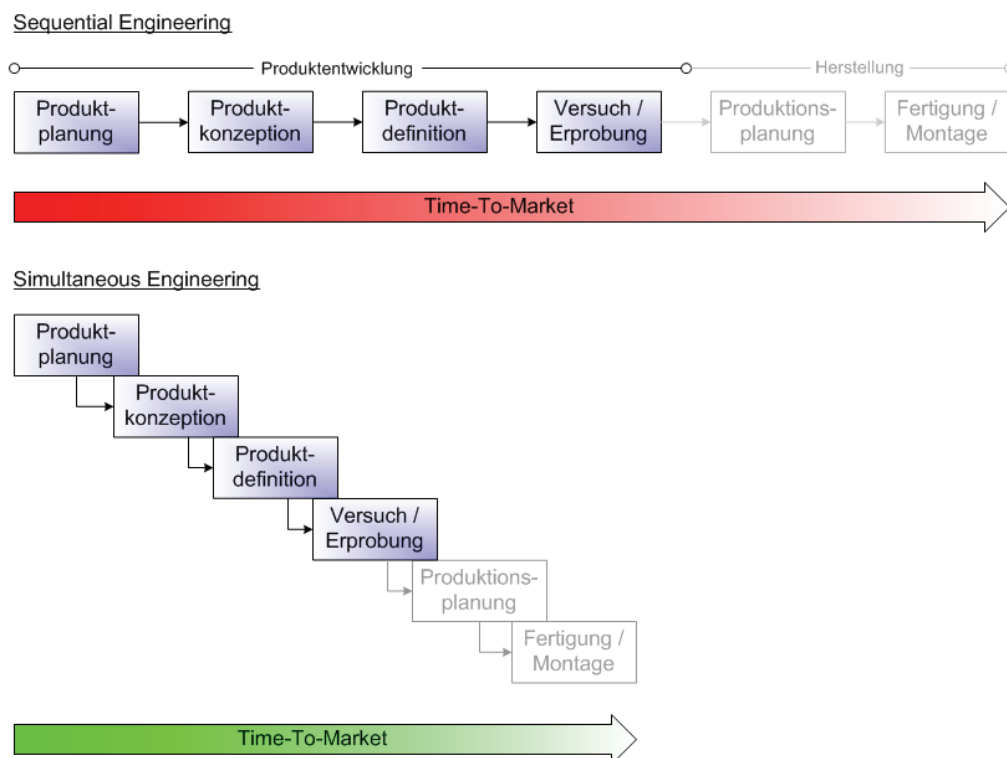 Sequential Engineering
Produktentwicklung
Herstellung
Produkt-
planung
Produkt-
konzeption
Produkt-
definition
Versuch /
Erprobung
Produktions-
planung
Fertigung /
Montage
Time-To-Market
Simultaneous Engineering
Produkt-
planung
Produkt-
konzeption
Produkt-
definition
Versuch /
Erprobung
Produktions-
planung
Fertigung /
Montage
Time-To-Market